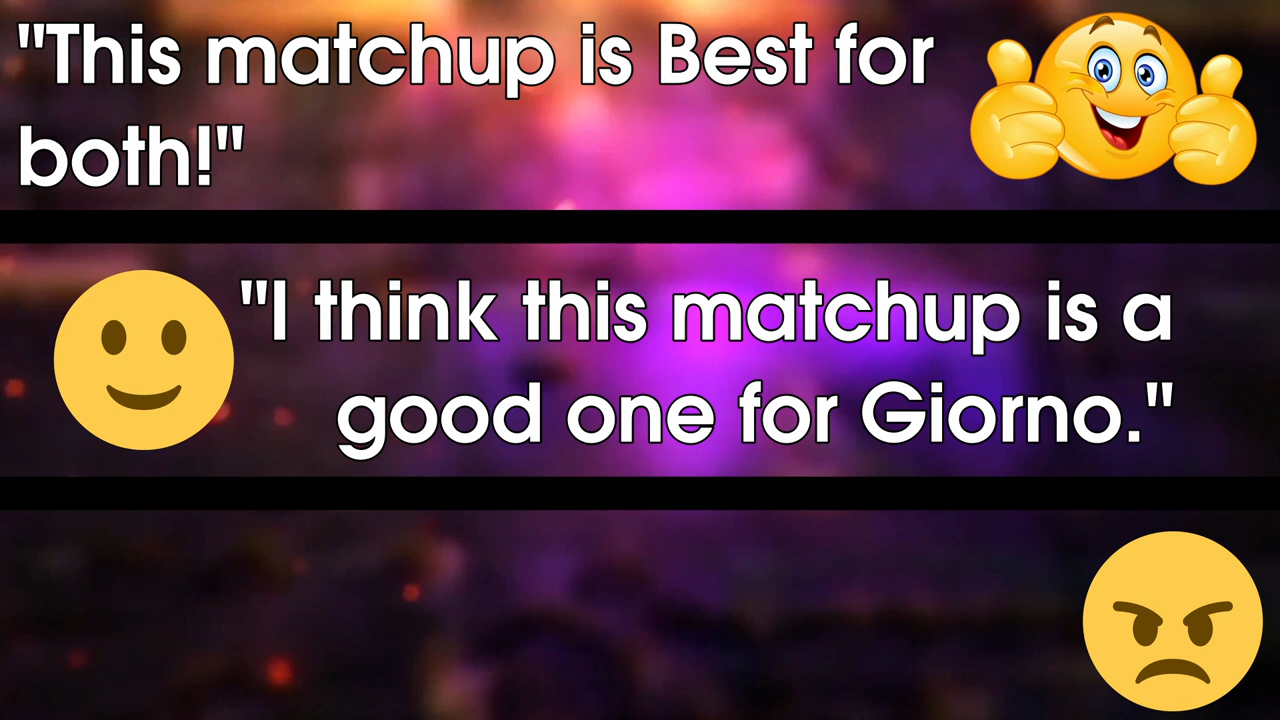 "This matchup is Best for
both!"
"I think this matchup is a
good one for Giorno."